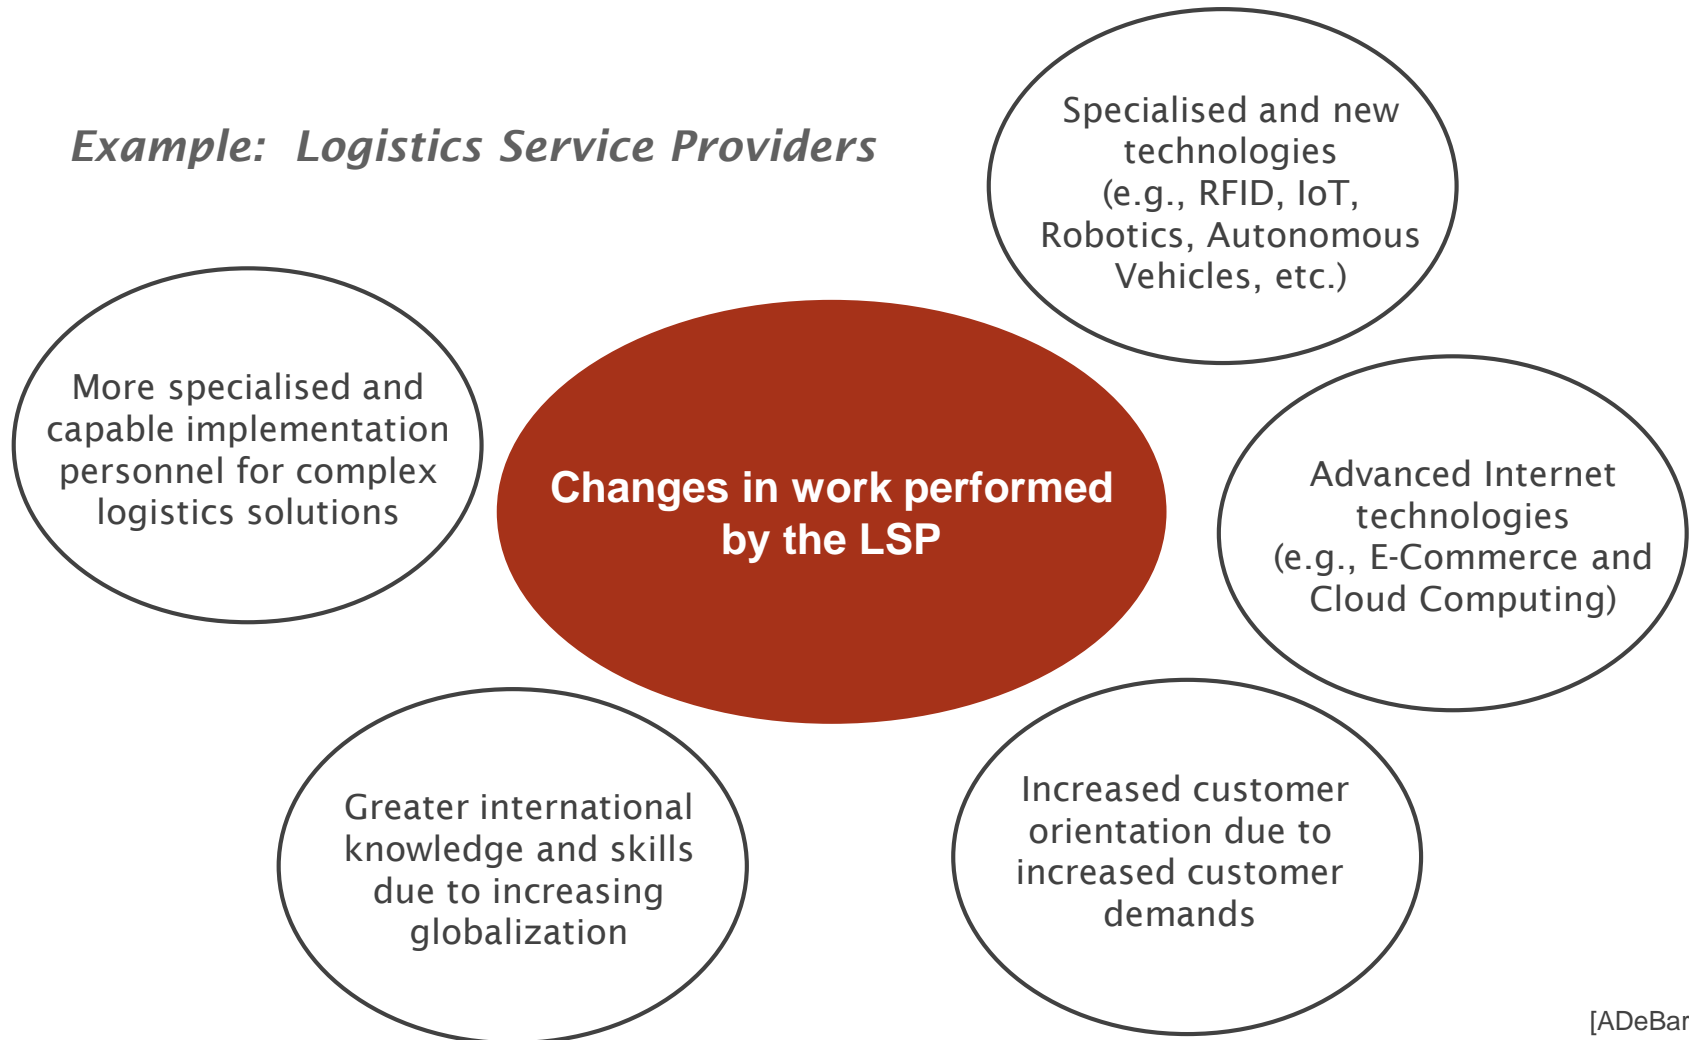 Example: Logistics Service Providers
Specialised and new
technologies
(e.g., RFID, IoT,
Robotics, Autonomous
Vehicles, etc.)
More specialised and
capable implementation
personnel for complex
logistics solutions
Changes in work performed
by the LSP
Advanced Internet
technologies
(e.g., E-Commerce and
Cloud Computing)
Greater international
knowledge and skills
due to increasing
globalization
Increased customer
orientation due to
increased customer
demands
[ADeBar